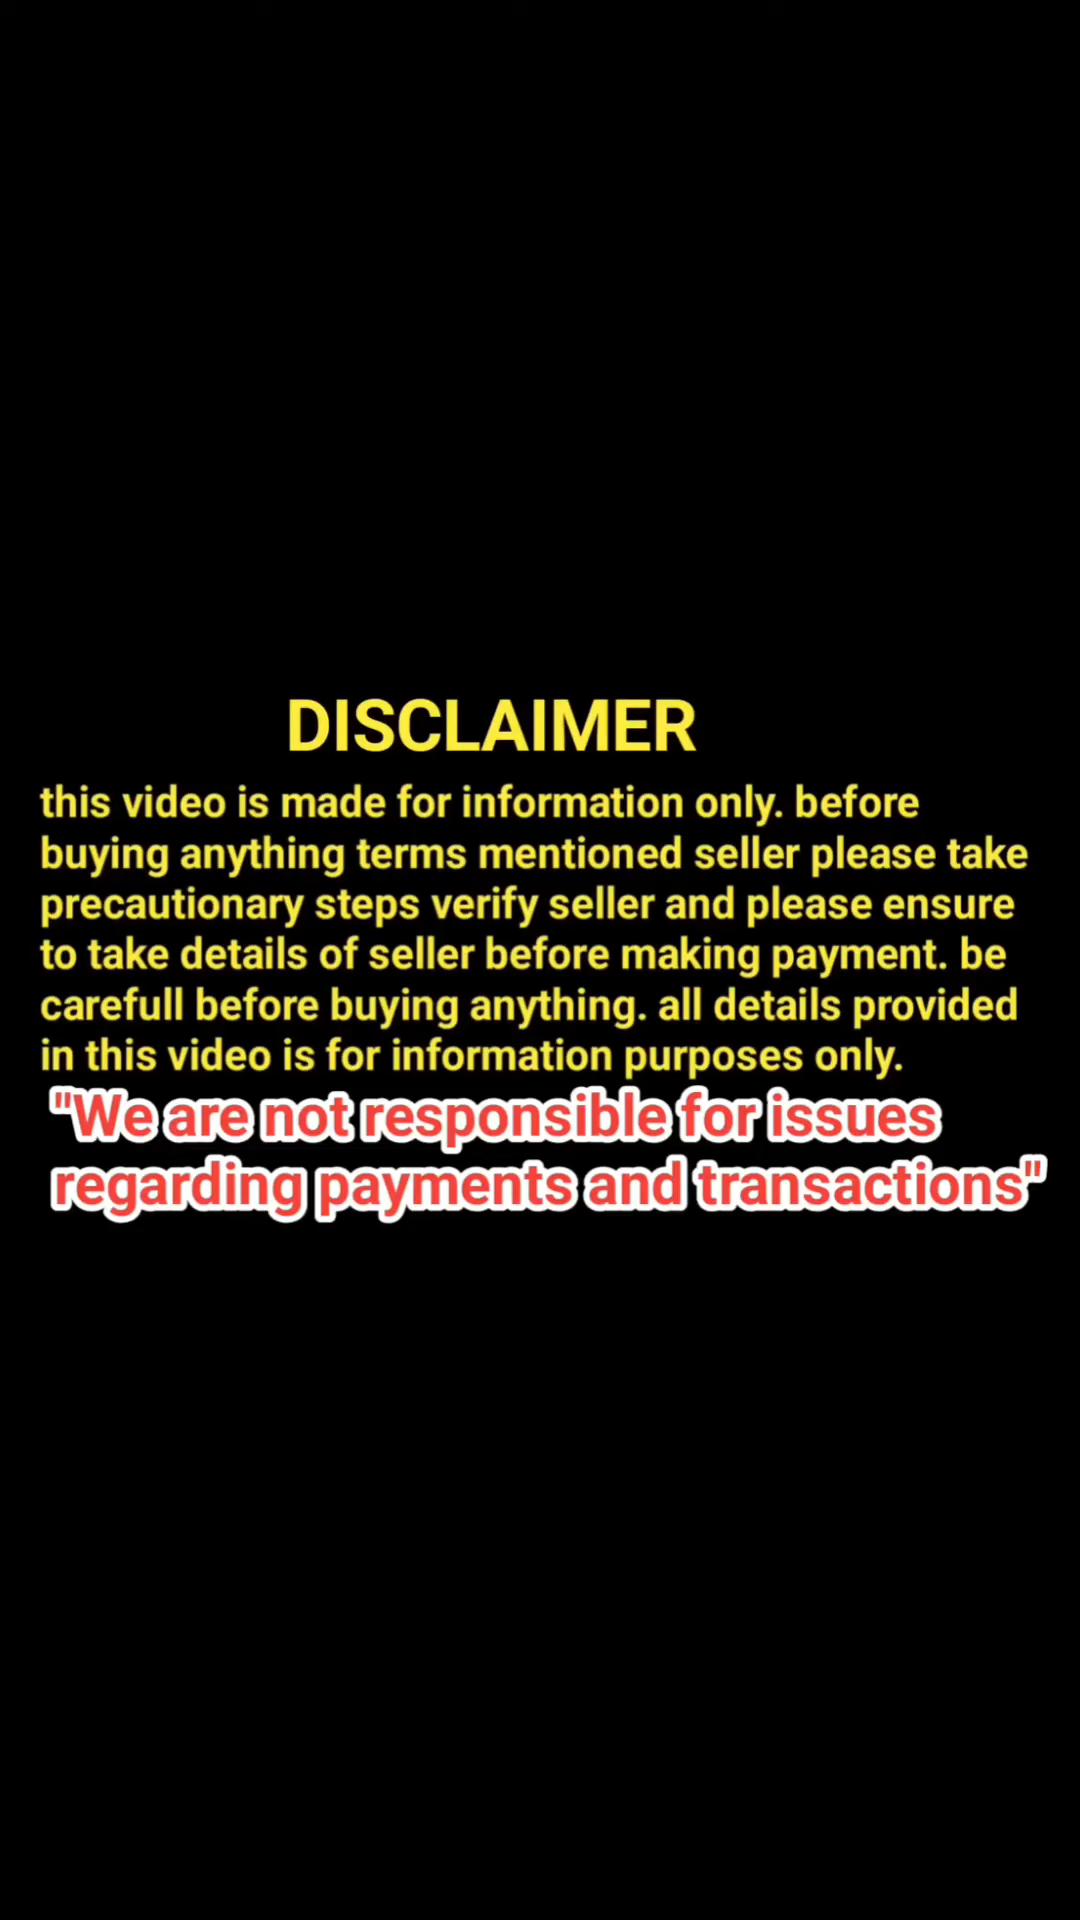 DISCLAIMER
this video is made for information only. before
buying anything terms mentioned seller please take
precautionary steps verify seller and please ensure
to take details of seller before making payment. be
carefull before buying anything. all details provided
in this video is for information purposes only.
"We are not responsible for issues
regarding payments and transactions"